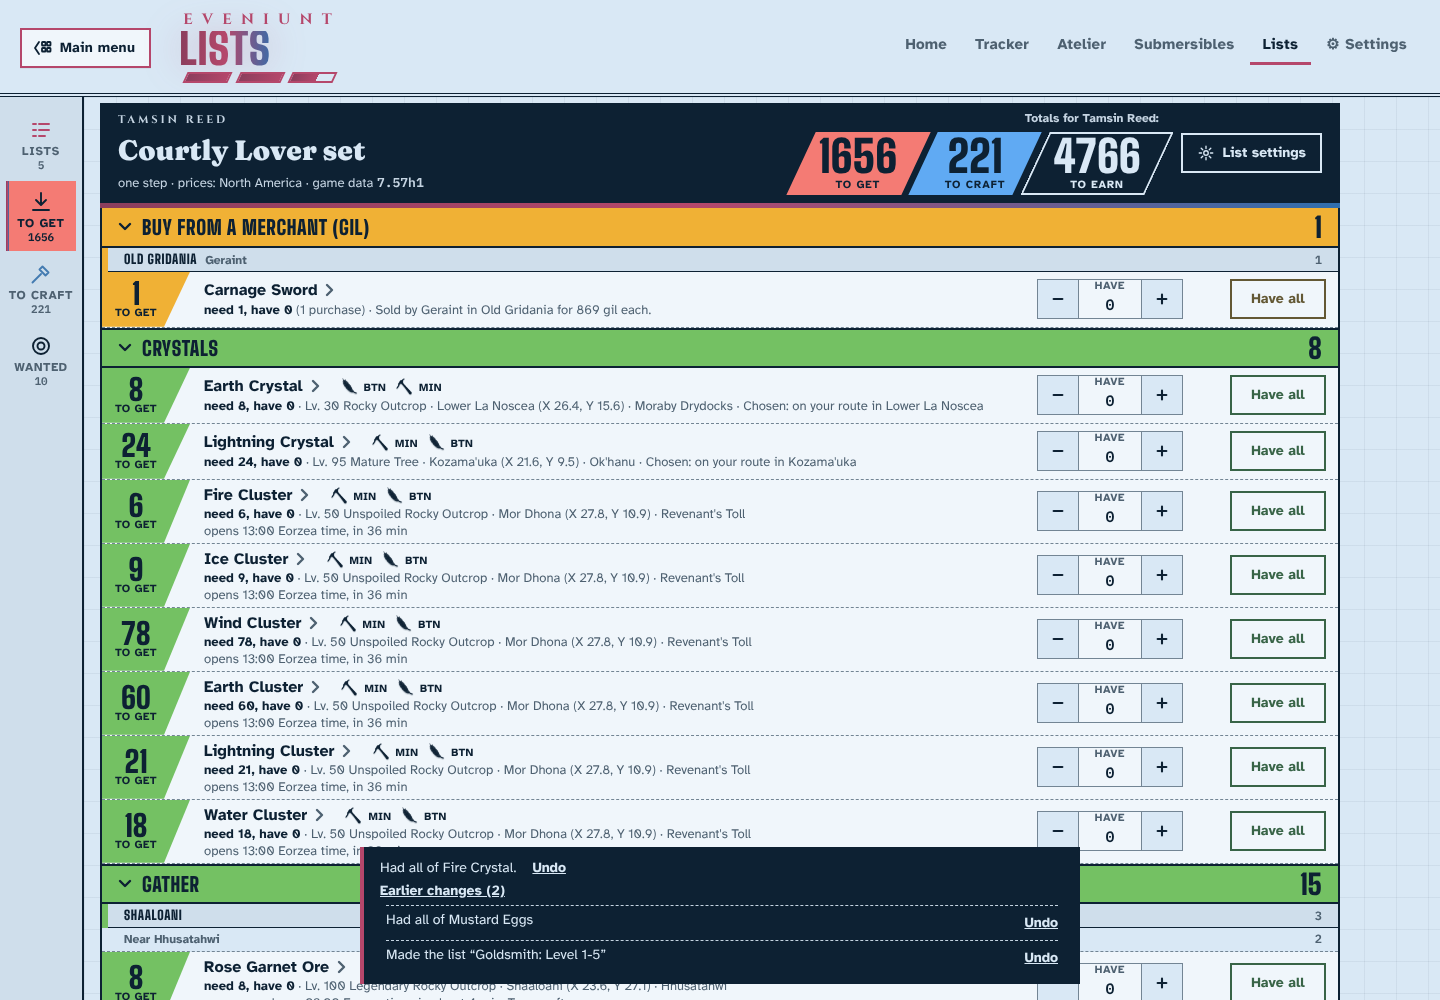 Main menu
EVENIUNT
LISTS
Home
Tracker
Atelier
Submersibles
Lists
Settings
LISTS
5
TO GET
1656
TO CRAFT
221
WANTED
10
TAMSIN REED
Courtly Lover set
one step · prices: North America · game data 7.57h1
Totals for Tamsin Reed:
1656
TO GET
221
TO CRAFT
4766
TO EARN
List settings
BUY FROM A MERCHANT (GIL)
1
OLD GRIDANIA Geraint
1
1
TO GET
Carnage Sword
need 1, have 0 (1 purchase) · Sold by Geraint in Old Gridania for 869 gil each.
− HAVE 0 +
Have all
CRYSTALS
8
8
TO GET
Earth Crystal BTN MIN
need 8, have 0 · Lv. 30 Rocky Outcrop · Lower La Noscea (X 26.4, Y 15.6) · Moraby Drydocks · Chosen: on your route in Lower La Noscea
− HAVE 0 +
Have all
24
TO GET
Lightning Crystal MIN BTN
need 24, have 0 · Lv. 95 Mature Tree · Kozama'uka (X 21.6, Y 9.5) · Ok'hanu · Chosen: on your route in Kozama'uka
− HAVE 0 +
Have all
6
TO GET
Fire Cluster MIN BTN
need 6, have 0 · Lv. 50 Unspoiled Rocky Outcrop · Mor Dhona (X 27.8, Y 10.9) · Revenant's Toll
opens 13:00 Eorzea time, in 36 min
− HAVE 0 +
Have all
9
TO GET
Ice Cluster MIN BTN
need 9, have 0 · Lv. 50 Unspoiled Rocky Outcrop · Mor Dhona (X 27.8, Y 10.9) · Revenant's Toll
opens 13:00 Eorzea time, in 36 min
− HAVE 0 +
Have all
78
TO GET
Wind Cluster MIN BTN
need 78, have 0 · Lv. 50 Unspoiled Rocky Outcrop · Mor Dhona (X 27.8, Y 10.9) · Revenant's Toll
opens 13:00 Eorzea time, in 36 min
− HAVE 0 +
Have all
60
TO GET
Earth Cluster MIN BTN
need 60, have 0 · Lv. 50 Unspoiled Rocky Outcrop · Mor Dhona (X 27.8, Y 10.9) · Revenant's Toll
opens 13:00 Eorzea time, in 36 min
− HAVE 0 +
Have all
21
TO GET
Lightning Cluster MIN BTN
need 21, have 0 · Lv. 50 Unspoiled Rocky Outcrop · Mor Dhona (X 27.8, Y 10.9) · Revenant's Toll
opens 13:00 Eorzea time, in 36 min
− HAVE 0 +
Have all
18
TO GET
Water Cluster MIN BTN
need 18, have 0 · Lv. 50 Unspoiled Rocky Outcrop · Mor Dhona (X 27.8, Y 10.9) · Revenant's Toll
opens 13:00 Eorzea time,
− HAVE 0 +
Have all
GATHER
15
SHAALOANI
3
Near Hhusatahwi
2
8
TO GET
Rose Garnet Ore
need 8, have 0 · Lv. 100 Legendary Rocky Outcrop · Shaaloani (X 23.6, Y 27.1) · Hhusatahwi
HAVE 0 +
Have all
Had all of Fire Crystal. Undo
Earlier changes (2)
Had all of Mustard Eggs
Undo
Made the list “Goldsmith: Level 1-5”
Undo